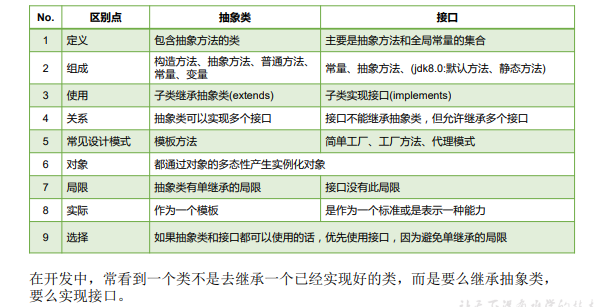 No. 区别点 抽象类 接口
1 定义 包含抽象方法的类 主要是抽象方法和全局常量的集合
2 组成 构造方法、抽象方法、普通方法、常量、变量 常量、抽象方法、(jdk8.0:默认方法、静态方法)
3 使用 子类继承抽象类(extends) 子类实现接口(implements)
4 关系 抽象类可以实现多个接口 接口不能继承抽象类，但允许继承多个接口
5 常见设计模式 模板方法 简单工厂、工厂方法、代理模式
6 对象 都通过对象的多态性产生实例化对象
7 局限 抽象类有单继承的局限 接口没有此局限
8 实际 作为一个模板 是作为一个标准或是表示一种能力
9 选择 如果抽象类和接口都可以使用的话，优先使用接口，因为避免单继承的局限
在开发中，常看到一个类不是去继承一个已经实现好的类，而是要么继承抽象类，
要么实现接口。